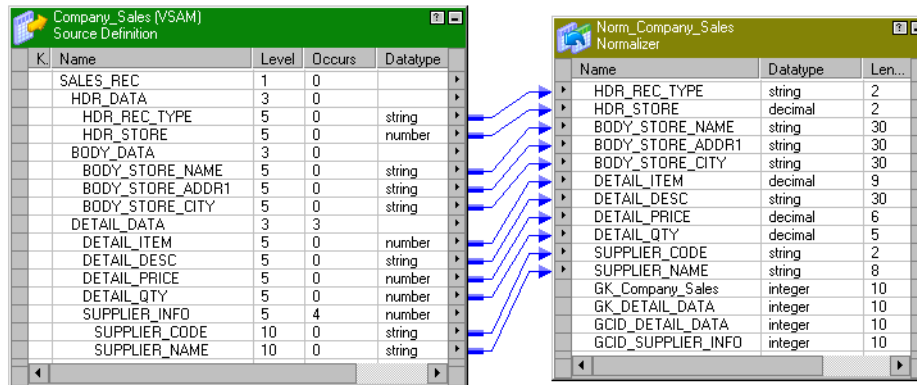 Company_Sales (VSAM)
Source Definition
K. Name Level Occurs Datatype
SALES_REC 1 0
HDR_DATA 3 0
HDR_REC_TYPE 5 0 string
HDR_STORE 5 0 number
BODY_DATA 3 0
BODY_STORE_NAME 5 0 string
BODY_STORE_ADDR1 5 0 string
BODY_STORE_CITY 5 0 string
DETAIL_DATA 3 3
DETAIL_ITEM 5 0 number
DETAIL_DESC 5 0 string
DETAIL_PRICE 5 0 number
DETAIL_QTY 5 0 number
SUPPLIER_INFO 5 4 number
SUPPLIER_CODE 10 0 string
SUPPLIER_NAME 10 0 string
Norm_Company_Sales
Normalizer
Name Datatype Len...
HDR_REC_TYPE string 2
HDR_STORE decimal 2
BODY_STORE_NAME string 30
BODY_STORE_ADDR1 string 30
BODY_STORE_CITY string 30
DETAIL_ITEM decimal 9
DETAIL_DESC string 30
DETAIL_PRICE decimal 6
DETAIL_QTY decimal 5
SUPPLIER_CODE string 2
SUPPLIER_NAME string 8
GK_Company_Sales integer 10
GK_DETAIL_DATA integer 10
GCID_DETAIL_DATA integer 10
GCID_SUPPLIER_INFO integer 10